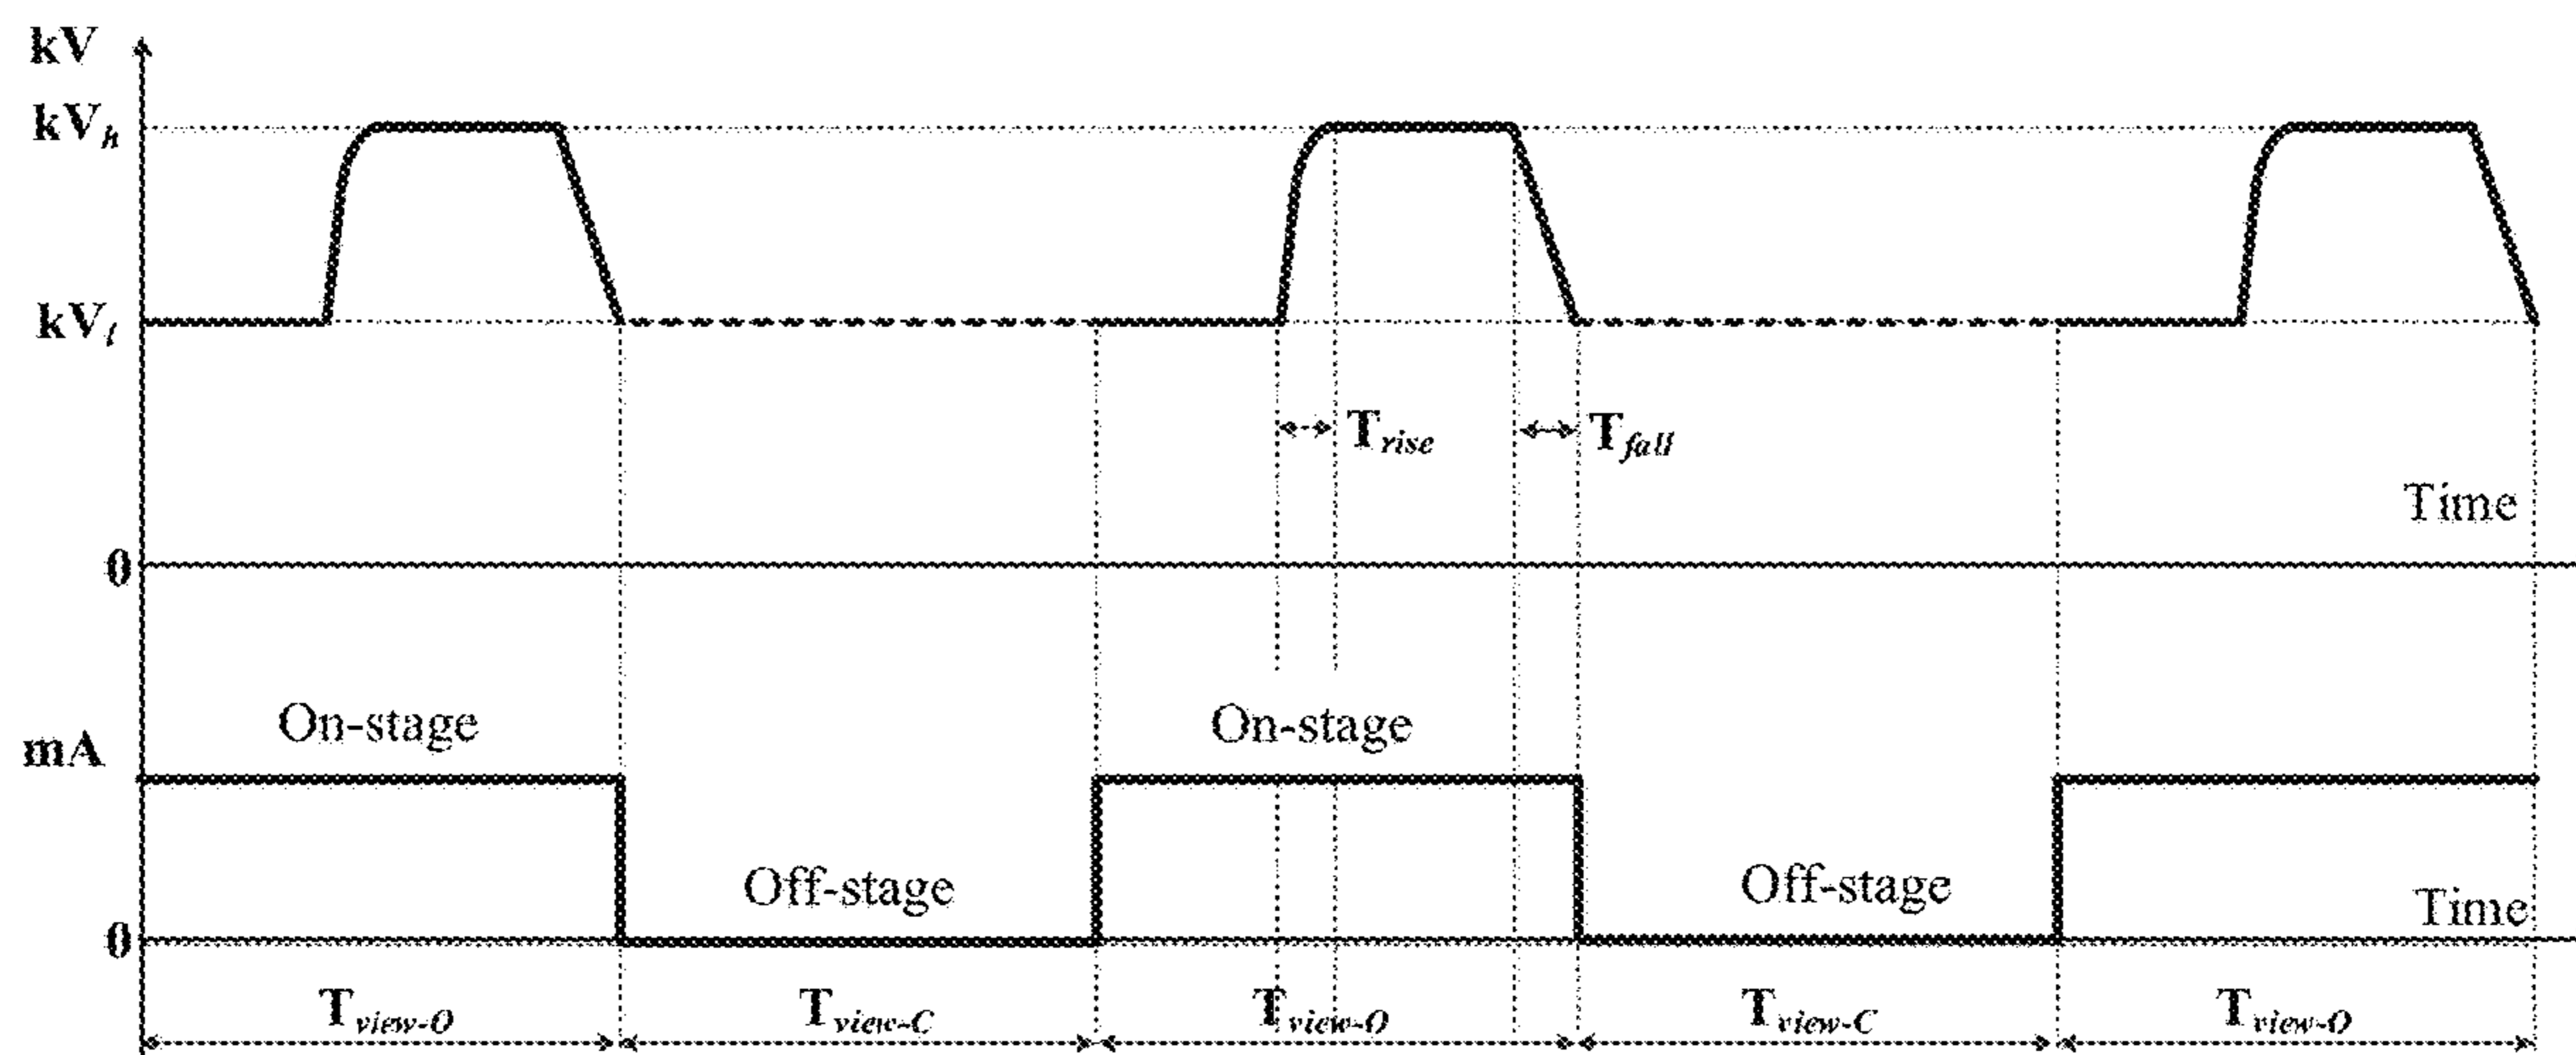 kV
kVh
kVl
Trise
Tfall
Time
0
On-stage
On-stage
mA
Off-stage
Off-stage
Time
0
Tview-O
Tview-C
Tview-O
Tview-C
Tview-O